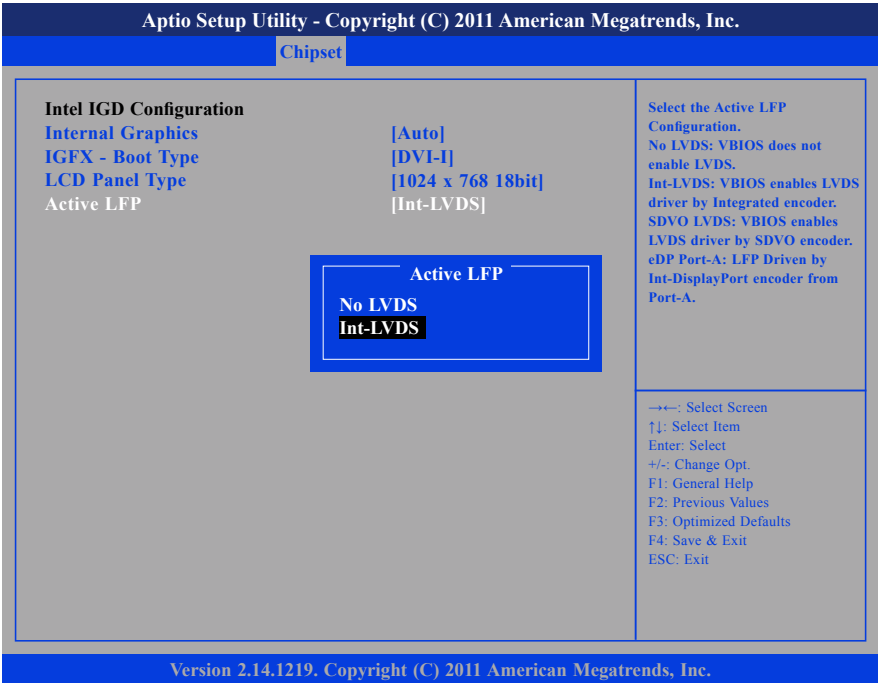 Aptio Setup Utility - Copyright (C) 2011 American Megatrends, Inc.
Chipset
Intel IGD Configuration
Internal Graphics [Auto]
IGFX - Boot Type [DVI-I]
LCD Panel Type [1024 x 768 18bit]
Active LFP [Int-LVDS]
Active LFP
No LVDS
Int-LVDS
Select the Active LFP
Configuration.
No LVDS: VBIOS does not
enable LVDS.
Int-LVDS: VBIOS enables LVDS
driver by Integrated encoder.
SDVO LVDS: VBIOS enables
LVDS driver by SDVO encoder.
eDP Port-A: LFP Driven by
Int-DisplayPort encoder from
Port-A.
→←: Select Screen
↑↓: Select Item
Enter: Select
+/-: Change Opt.
F1: General Help
F2: Previous Values
F3: Optimized Defaults
F4: Save & Exit
ESC: Exit
Version 2.14.1219. Copyright (C) 2011 American Megatrends, Inc.